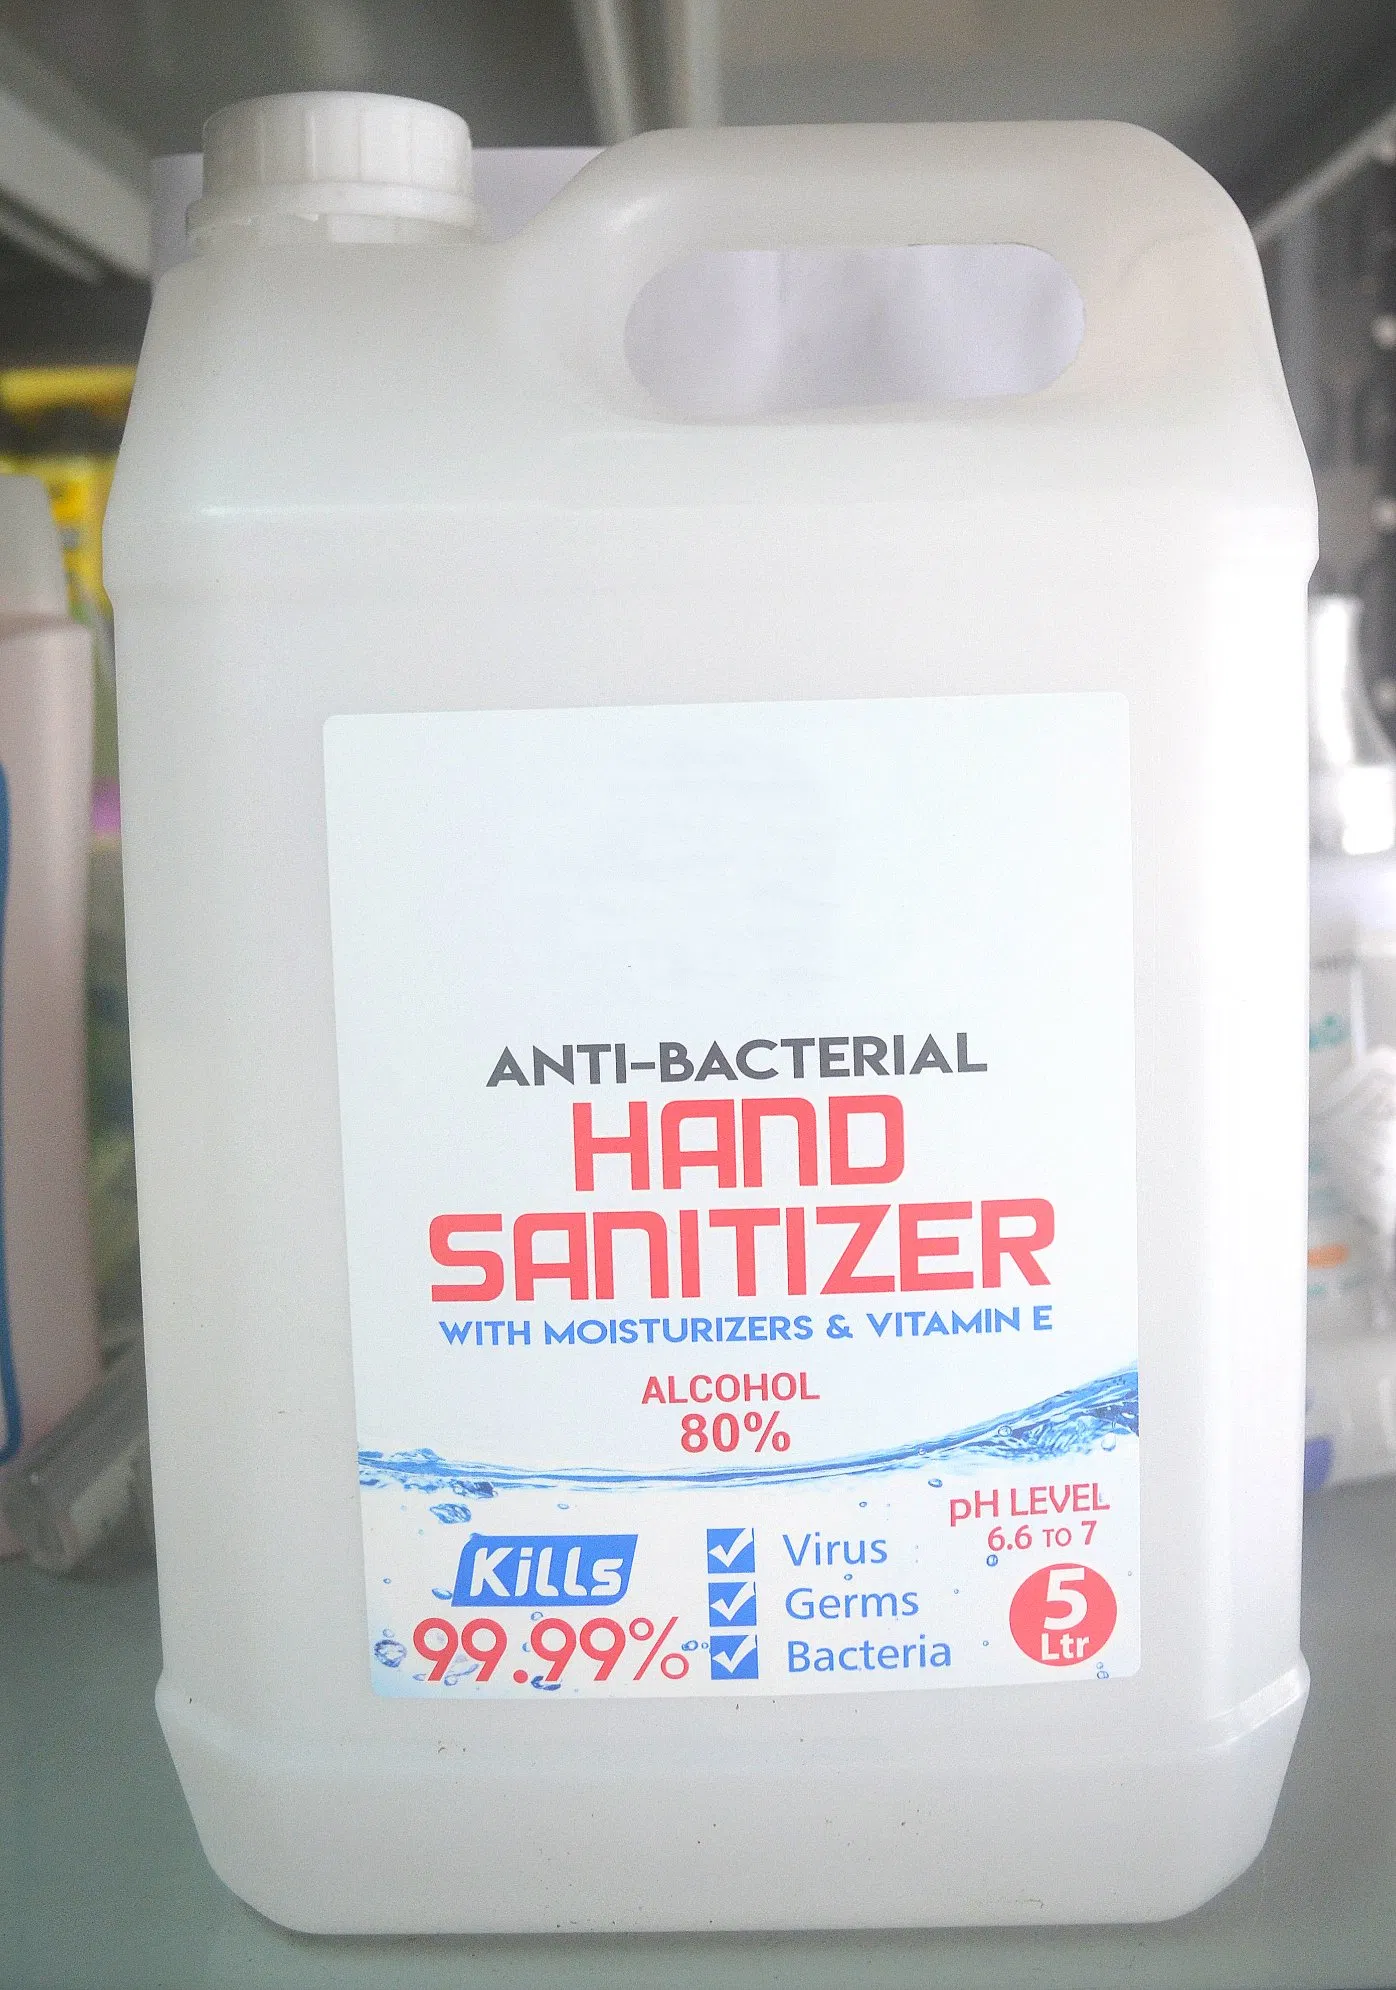 ANTI-BACTERIAL
HAND
SANITIZER
WITH MOISTURIZERS & VITAMIN E
ALCOHOL
80%
pH LEVEL
6.6 TO 7
Kills
99.99%
Virus
Germs
Bacteria
5
Ltr